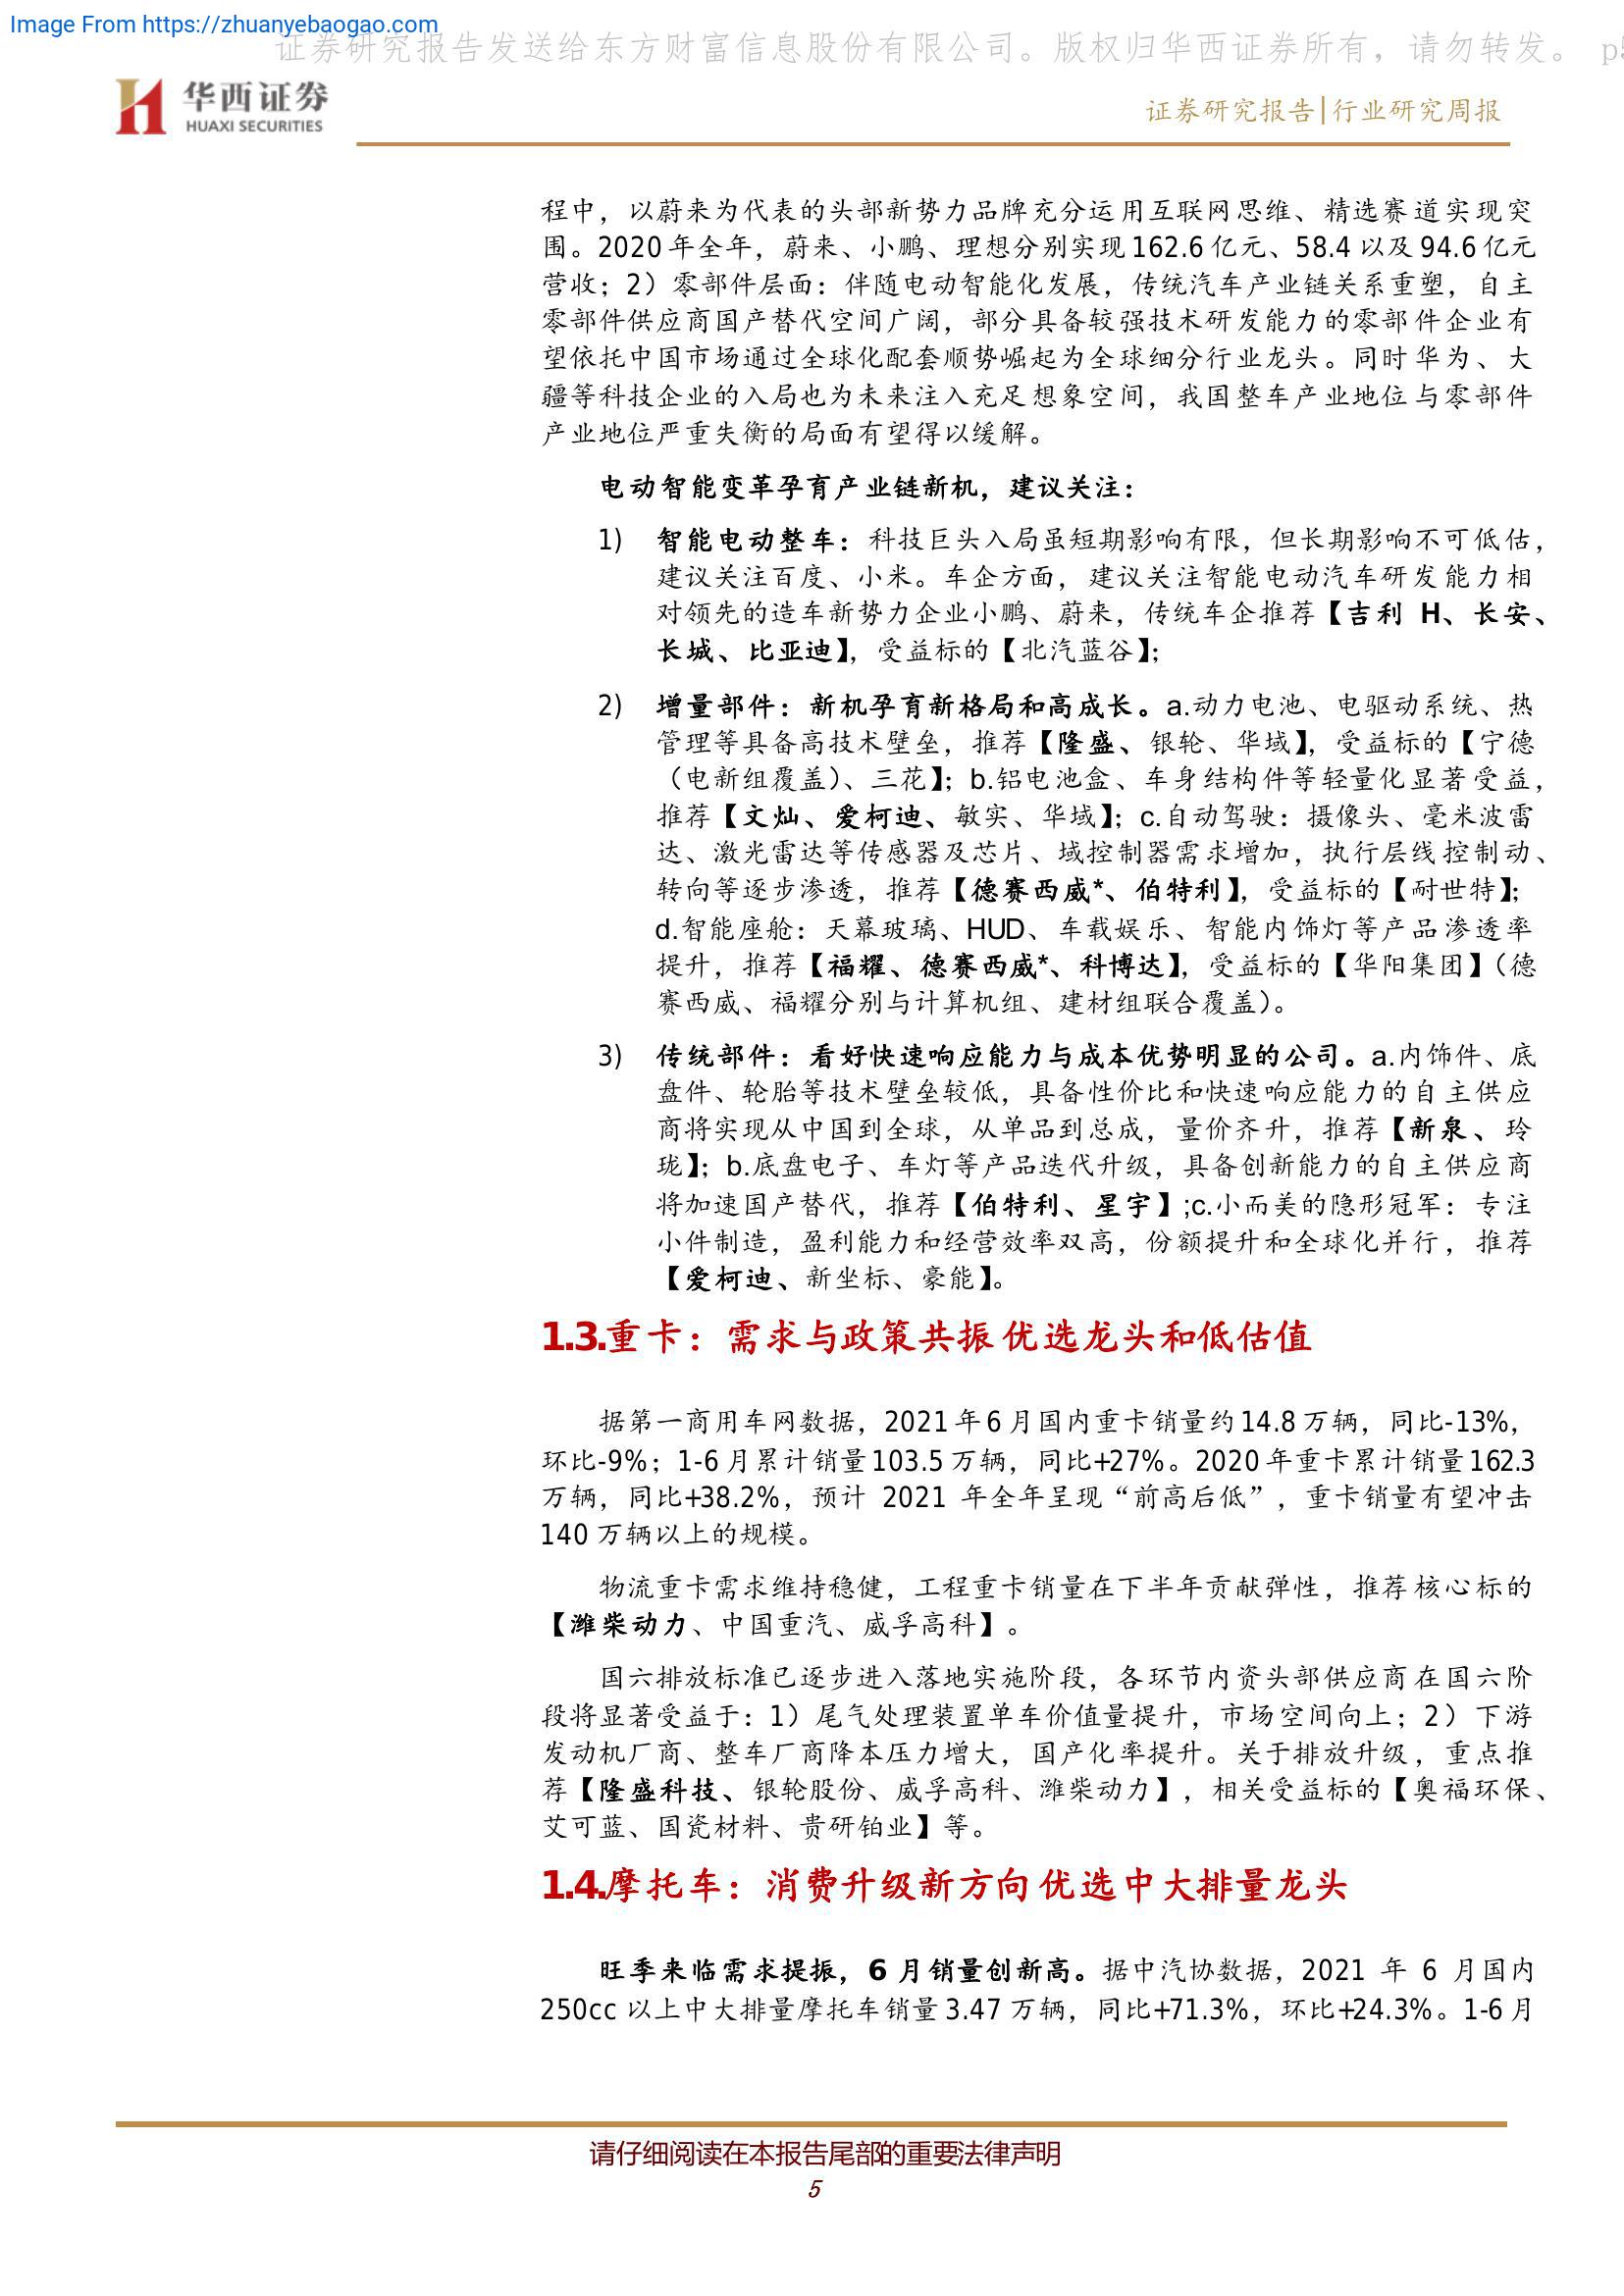 Image From https://zhuanyebaogao.com
证券研究报告发送给东方财富信息股份有限公司。版权归华西证券所有，请勿转发。 p5
华西证券
HUAXI SECURITIES
证券研究报告|行业研究周报
程中，以蔚来为代表的头部新势力品牌充分运用互联网思维、精选赛道实现突
围。2020 年全年，蔚来、小鹏、理想分别实现 162.6 亿元、58.4 以及 94.6 亿元
营收；2）零部件层面：伴随电动智能化发展，传统汽车产业链关系重塑，自主
零部件供应商国产替代空间广阔，部分具备较强技术研发能力的零部件企业有
望依托中国市场通过全球化配套顺势崛起为全球细分行业龙头。同时华为、大
疆等科技企业的入局也为未来注入充足想象空间，我国整车产业地位与零部件
产业地位严重失衡的局面有望得以缓解。
电动智能变革孕育产业链新机，建议关注：
1) 智能电动整车：科技巨头入局虽短期影响有限，但长期影响不可低估，
建议关注百度、小米。车企方面，建议关注智能电动汽车研发能力相
对领先的造车新势力企业小鹏、蔚来，传统车企推荐【吉利 H、长安、
长城、比亚迪】，受益标的【北汽蓝谷】；
2) 增量部件：新机孕育新格局和高成长。a.动力电池、电驱动系统、热
管理等具备高技术壁垒，推荐【隆盛、银轮、华域】，受益标的【宁德
（电新组覆盖）、三花】；b.铝电池盒、车身结构件等轻量化显著受益，
推荐【文灿、爱柯迪、敏实、华域】；c.自动驾驶：摄像头、毫米波雷
达、激光雷达等传感器及芯片、域控制器需求增加，执行层线控制动、
转向等逐步渗透，推荐【德赛西威*、伯特利】，受益标的【耐世特】；
d.智能座舱：天幕玻璃、HUD、车载娱乐、智能内饰灯等产品渗透率
提升，推荐【福耀、德赛西威*、科博达】，受益标的【华阳集团】（德
赛西威、福耀分别与计算机组、建材组联合覆盖）。
3) 传统部件：看好快速响应能力与成本优势明显的公司。a.内饰件、底
盘件、轮胎等技术壁垒较低，具备性价比和快速响应能力的自主供应
商将实现从中国到全球，从单品到总成，量价齐升，推荐【新泉、玲
珑】；b.底盘电子、车灯等产品迭代升级，具备创新能力的自主供应商
将加速国产替代，推荐【伯特利、星宇】;c.小而美的隐形冠军：专注
小件制造，盈利能力和经营效率双高，份额提升和全球化并行，推荐
【爱柯迪、新坐标、豪能】。
1.3.重卡：需求与政策共振 优选龙头和低估值
据第一商用车网数据，2021 年 6 月国内重卡销量约 14.8 万辆，同比-13%，
环比-9%；1-6 月累计销量 103.5 万辆，同比+27%。2020 年重卡累计销量 162.3
万辆，同比+38.2%，预计 2021 年全年呈现“前高后低”，重卡销量有望冲击
140 万辆以上的规模。
物流重卡需求维持稳健，工程重卡销量在下半年贡献弹性，推荐核心标的
【潍柴动力、中国重汽、威孚高科】。
国六排放标准已逐步进入落地实施阶段，各环节内资头部供应商在国六阶
段将显著受益于：1）尾气处理装置单车价值量提升，市场空间向上；2）下游
发动机厂商、整车厂商降本压力增大，国产化率提升。关于排放升级，重点推
荐【隆盛科技、银轮股份、威孚高科、潍柴动力】，相关受益标的【奥福环保、
艾可蓝、国瓷材料、贵研铂业】等。
1.4.摩托车：消费升级新方向 优选中大排量龙头
旺季来临需求提振，6 月销量创新高。据中汽协数据，2021 年 6 月国内
250cc 以上中大排量摩托车销量 3.47 万辆，同比+71.3%，环比+24.3%。1-6 月
请仔细阅读在本报告尾部的重要法律声明
5